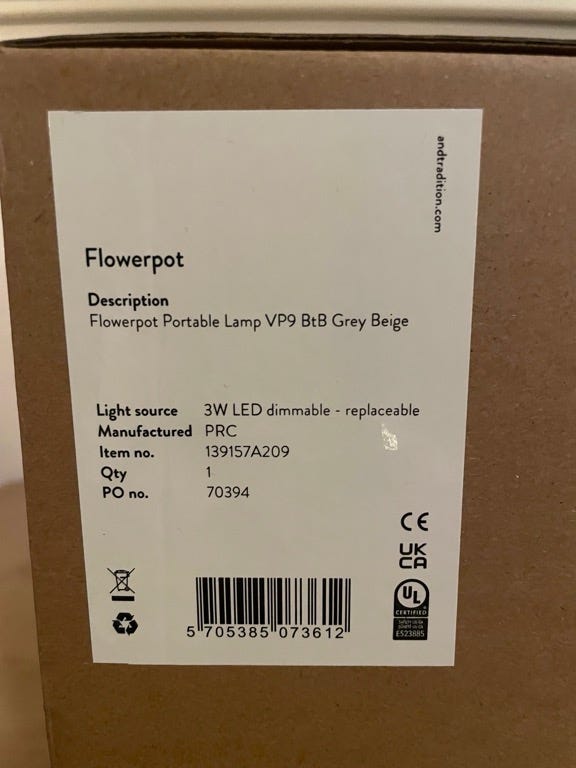 andtradition.com
Flowerpot
Description
Flowerpot Portable Lamp VP9 BtB Grey Beige
Light source 3W LED dimmable - replaceable
Manufactured PRC
Item no. 139157A209
Qty 1
PO no. 70394
CE
UK
CA
UL
CERTIFIED
E523885
5 705385 073612